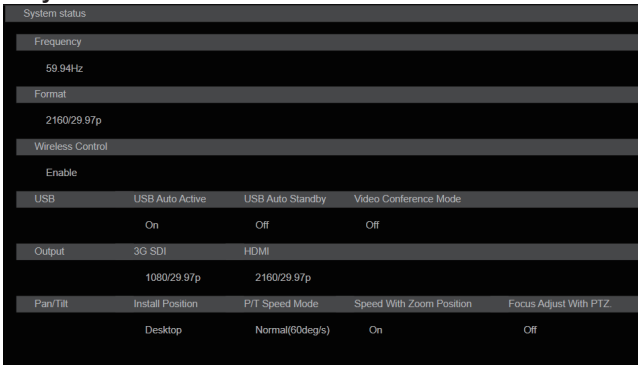 System status
Frequency
59.94Hz
Format
2160/29.97p
Wireless Control
Enable
USB USB Auto Active USB Auto Standby Video Conference Mode
On Off Off
Output 3G SDI HDMI
1080/29.97p 2160/29.97p
Pan/Tilt Install Position P/T Speed Mode Speed With Zoom Position Focus Adjust With PTZ.
Desktop Normal(60deg/s) On Off